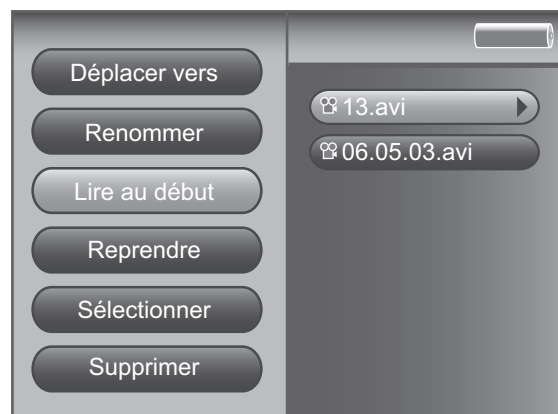 Déplacer vers
Renommer
Lire au début
Reprendre
Sélectionner
Supprimer
13.avi
06.05.03.avi